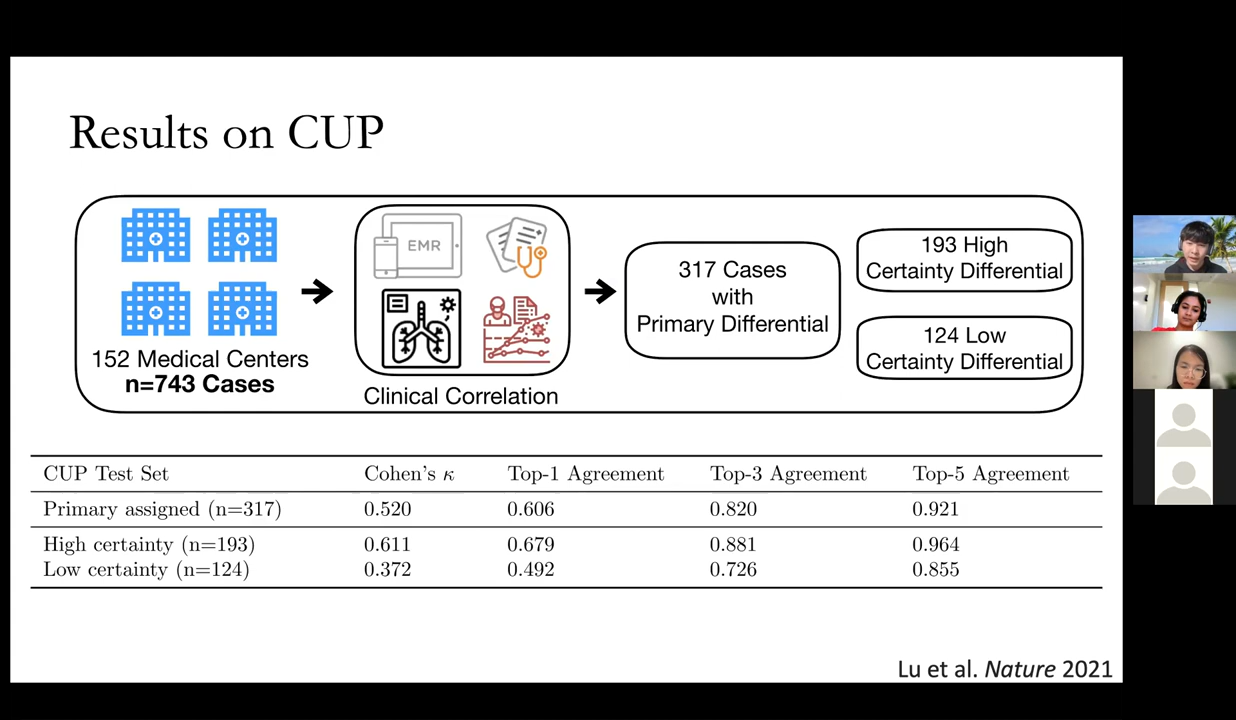 Results on CUP
152 Medical Centers
n=743 Cases
EMR
Clinical Correlation
317 Cases
with
Primary Differential
193 High
Certainty Differential
124 Low
Certainty Differential
CUP Test Set Cohen's κ Top-1 Agreement Top-3 Agreement Top-5 Agreement
Primary assigned (n=317) 0.520 0.606 0.820 0.921
High certainty (n=193) 0.611 0.679 0.881 0.964
Low certainty (n=124) 0.372 0.492 0.726 0.855
Lu et al. Nature 2021